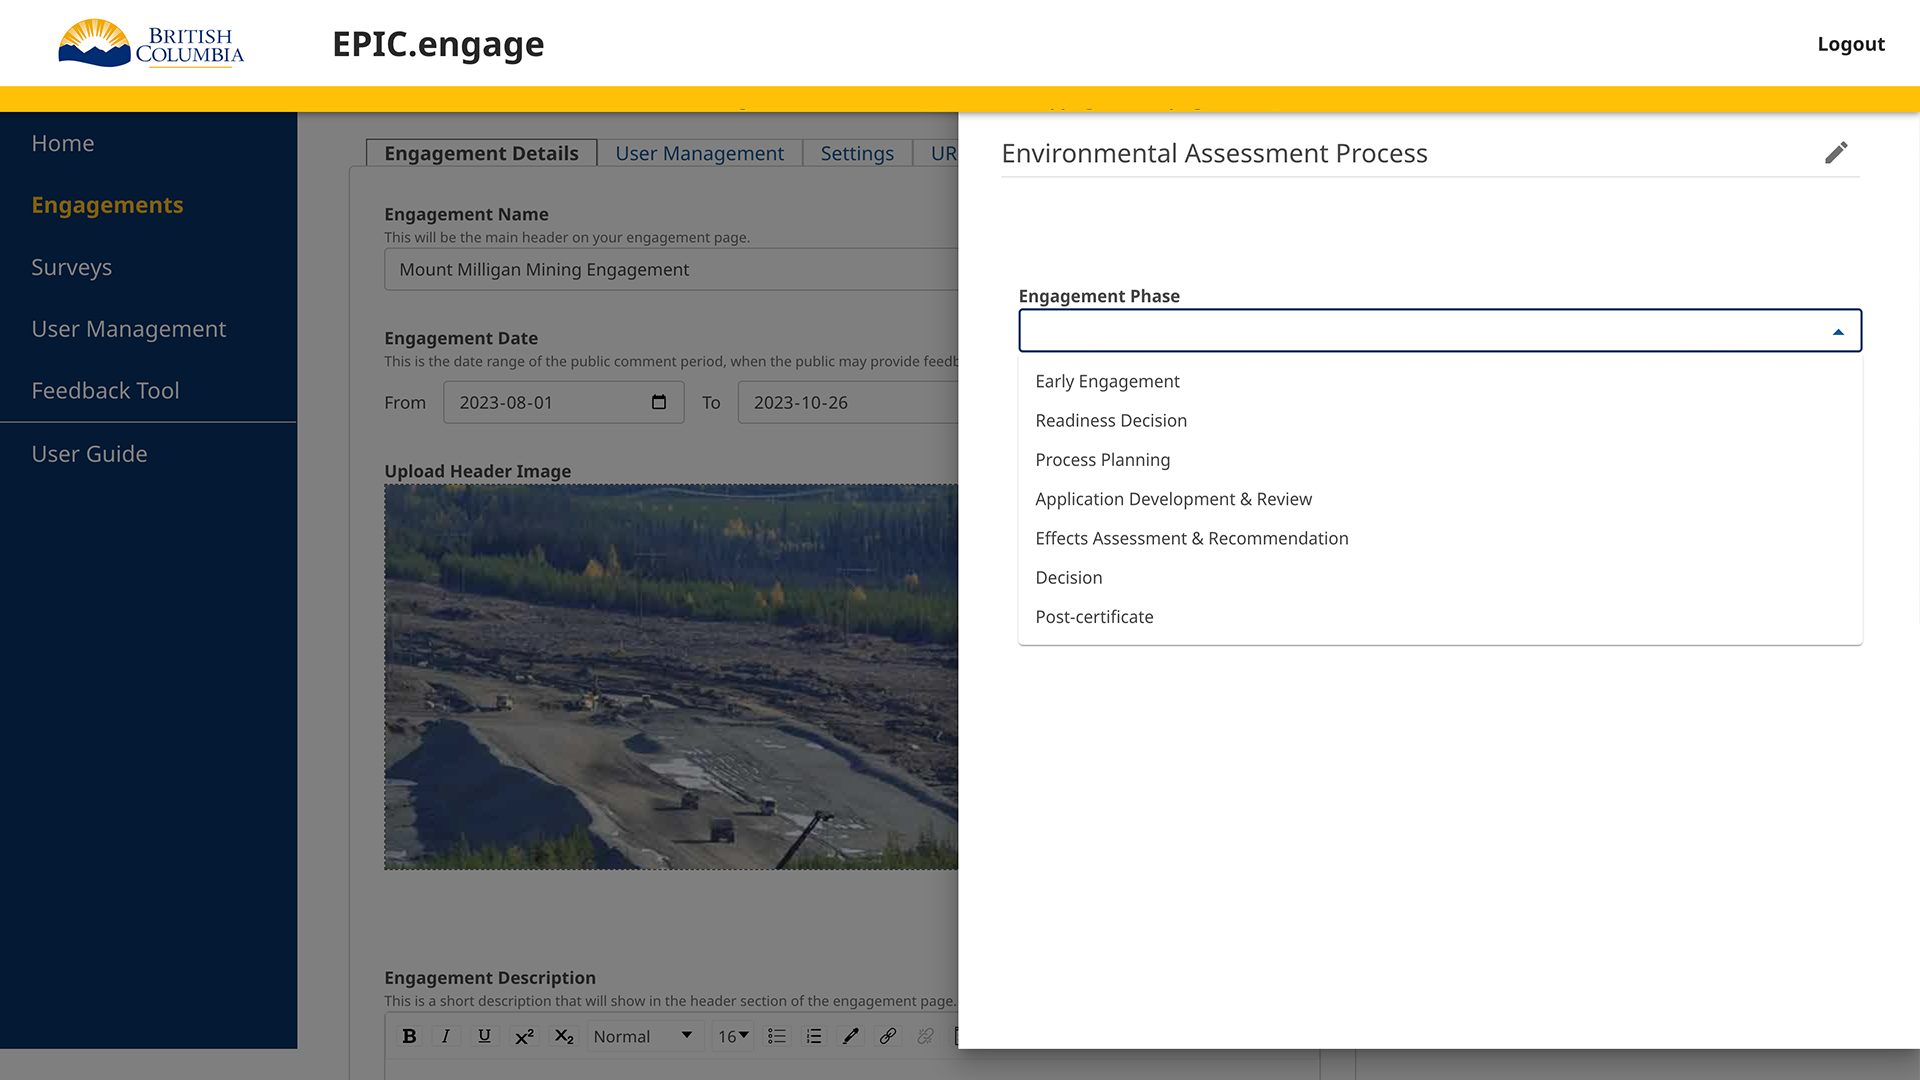 BRITISH
COLUMBIA
EPIC.engage
Logout
Home
Engagements
Surveys
User Management
Feedback Tool
User Guide
Engagement Details
User Management
Settings
UR
Engagement Name
This will be the main header on your engagement page.
Mount Milligan Mining Engagement
Engagement Date
This is the date range of the public comment period, when the public may provide feedb
From
2023-08-01
To
2023-10-26
Upload Header Image
Engagement Description
This is a short description that will show in the header section of the engagement page.
B I U X² X₂ Normal 16
Environmental Assessment Process
Engagement Phase
Early Engagement
Readiness Decision
Process Planning
Application Development & Review
Effects Assessment & Recommendation
Decision
Post-certificate